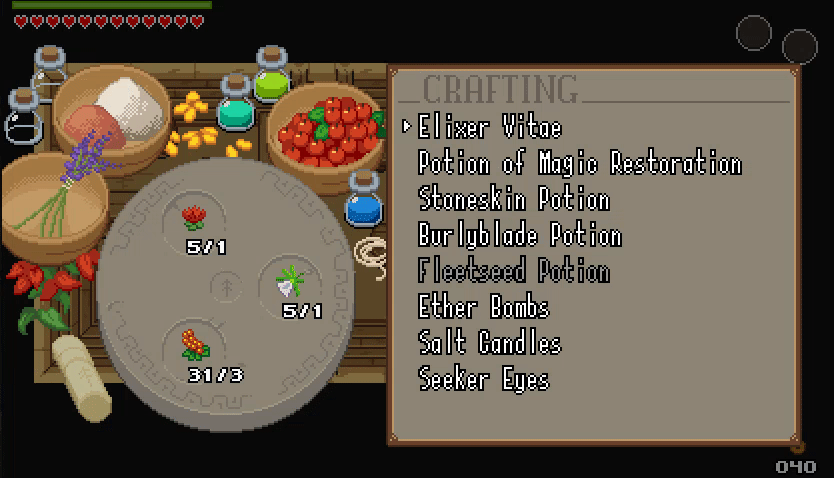 CRAFTING
Elixer Vitae
Potion of Magic Restoration
Stoneskin Potion
Burlyblade Potion
Fleetseed Potion
Ether Bombs
Salt Candles
Seeker Eyes
5/1
5/1
31/3
040